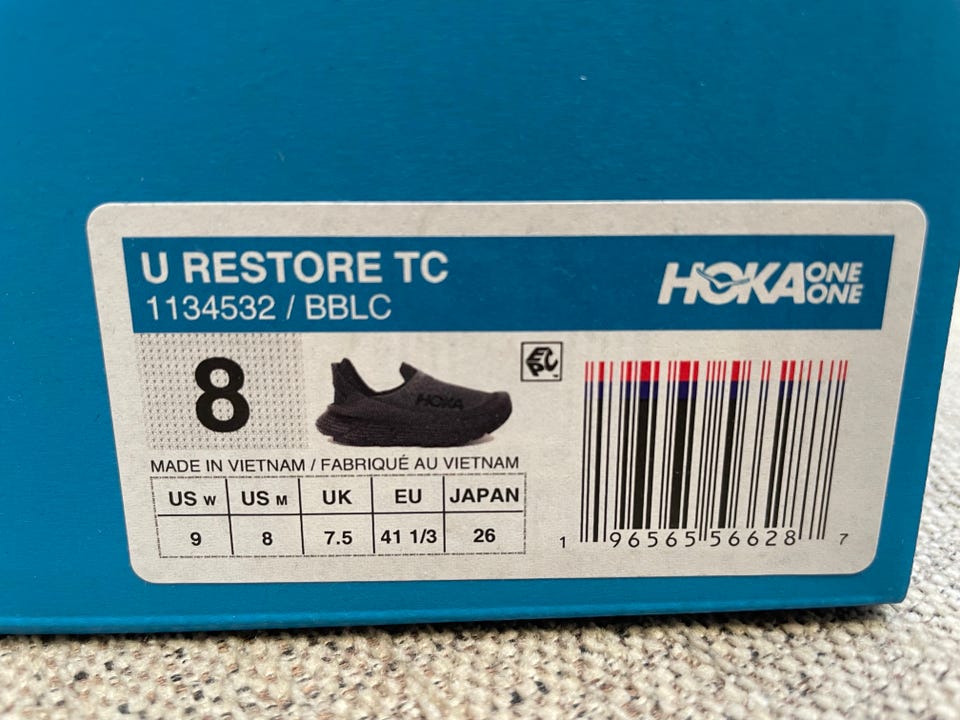 U RESTORE TC
1134532 / BBLC
HOKA ONE ONE
8
HOKA
EPC™
MADE IN VIETNAM / FABRIQUÉ AU VIETNAM
US W US M UK EU JAPAN
9 8 7.5 41 1/3 26
1 96565 56628 7